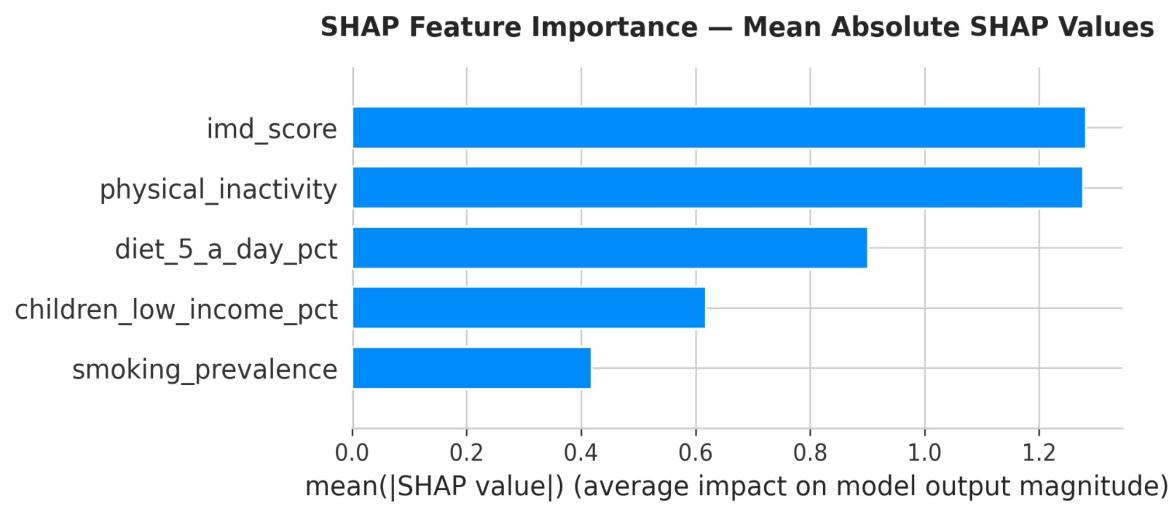 SHAP Feature Importance — Mean Absolute SHAP Values
imd_score
physical_inactivity
diet_5_a_day_pct
children_low_income_pct
smoking_prevalence
0.0 0.2 0.4 0.6 0.8 1.0 1.2
mean(|SHAP value|) (average impact on model output magnitude)